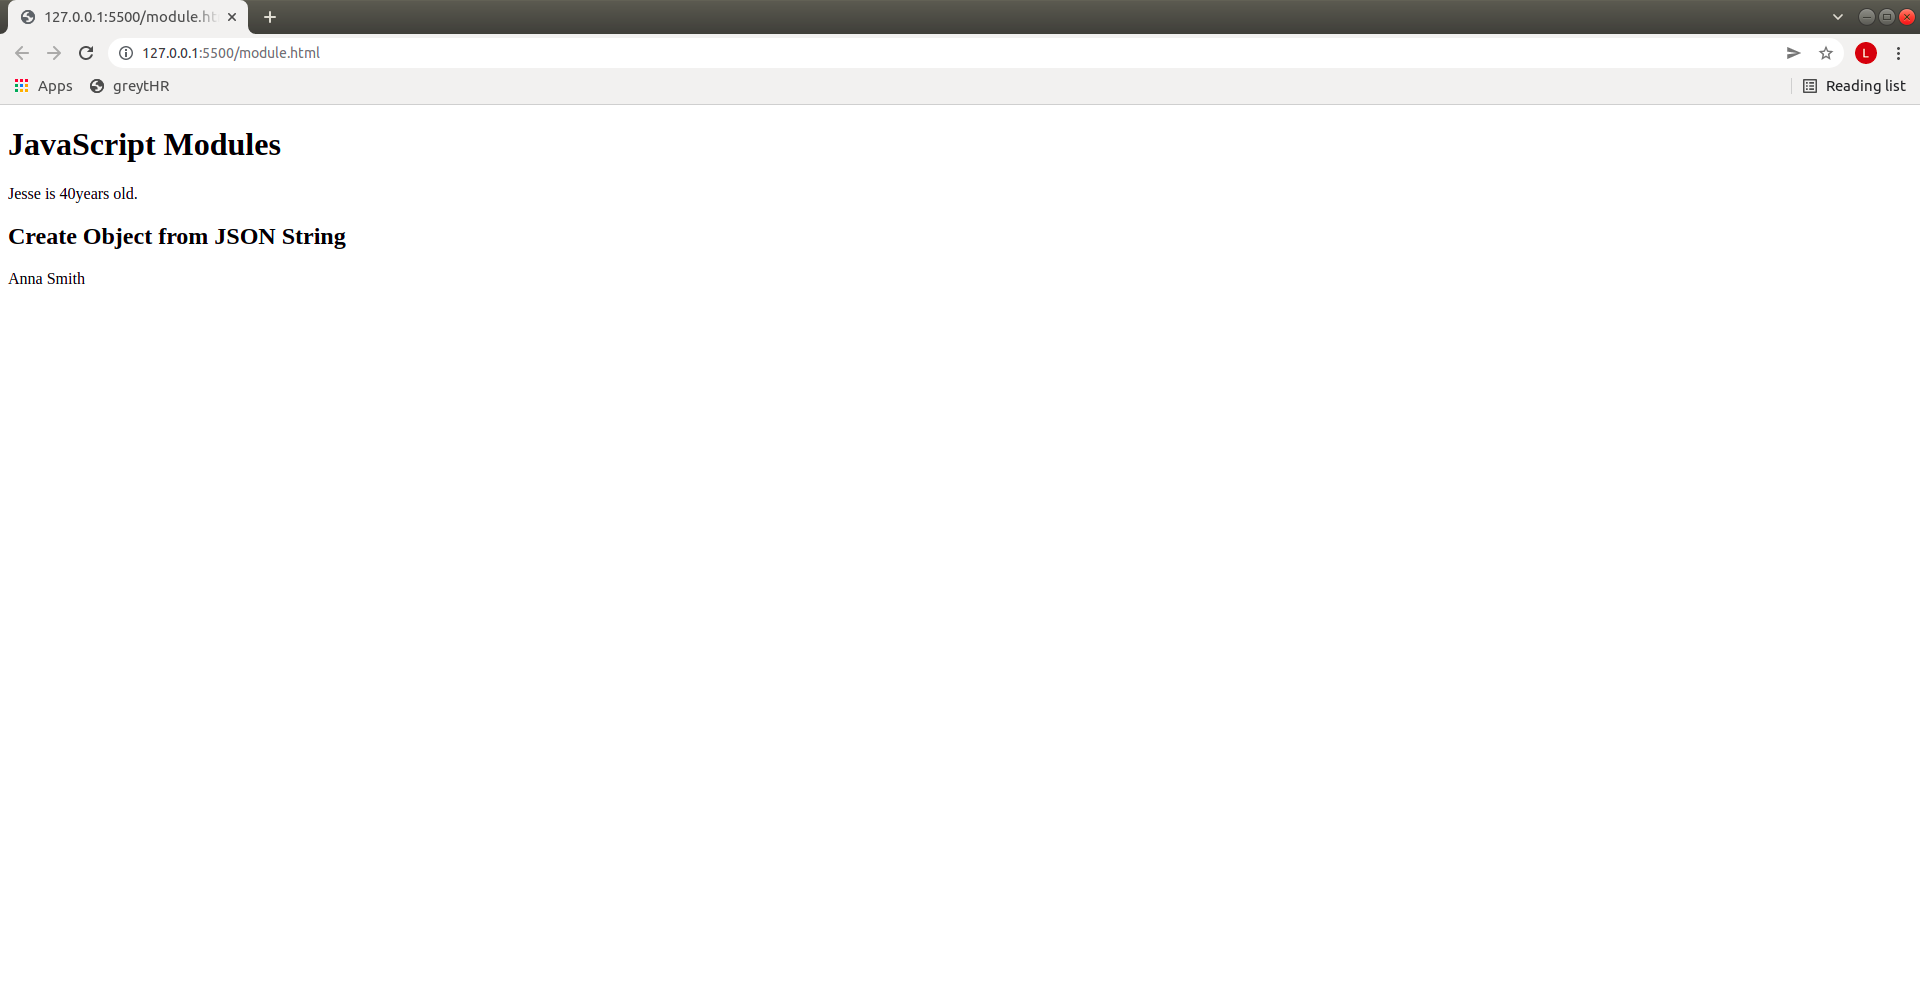 127.0.0.1:5500/module.ht
127.0.0.1:5500/module.html
L
Apps
greytHR
Reading list
JavaScript Modules
Jesse is 40years old.
Create Object from JSON String
Anna Smith